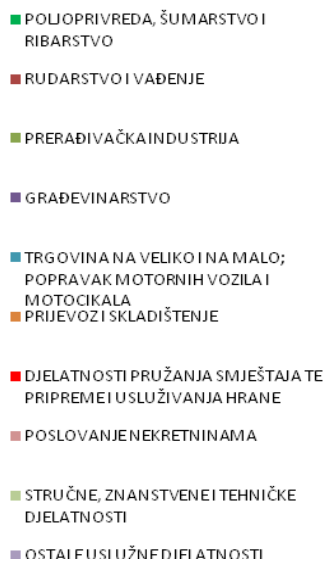 POLJOPRIVREDA, ŠUMARSTVO I
RIBARSTVO
RUDARSTVO I VAĐENJE
PRERAĐIVAČKA INDUSTRIJA
GRAĐEVINARSTVO
TRGOVINA NA VELIKO I NA MALO;
POPRAVAK MOTORNIH VOZILA I
MOTOCIKALA
PRIJEVOZ I SKLADIŠTENJE
DJELATNOSTI PRUŽANJA SMJEŠTAJA TE
PRIPREME I USLUŽIVANJA HRANE
POSLOVANJE NEKRETNINAMA
STRUČNE, ZNANSTVENE I TEHNIČKE
DJELATNOSTI
OSTALE USLUŽNE DJELATNOSTI